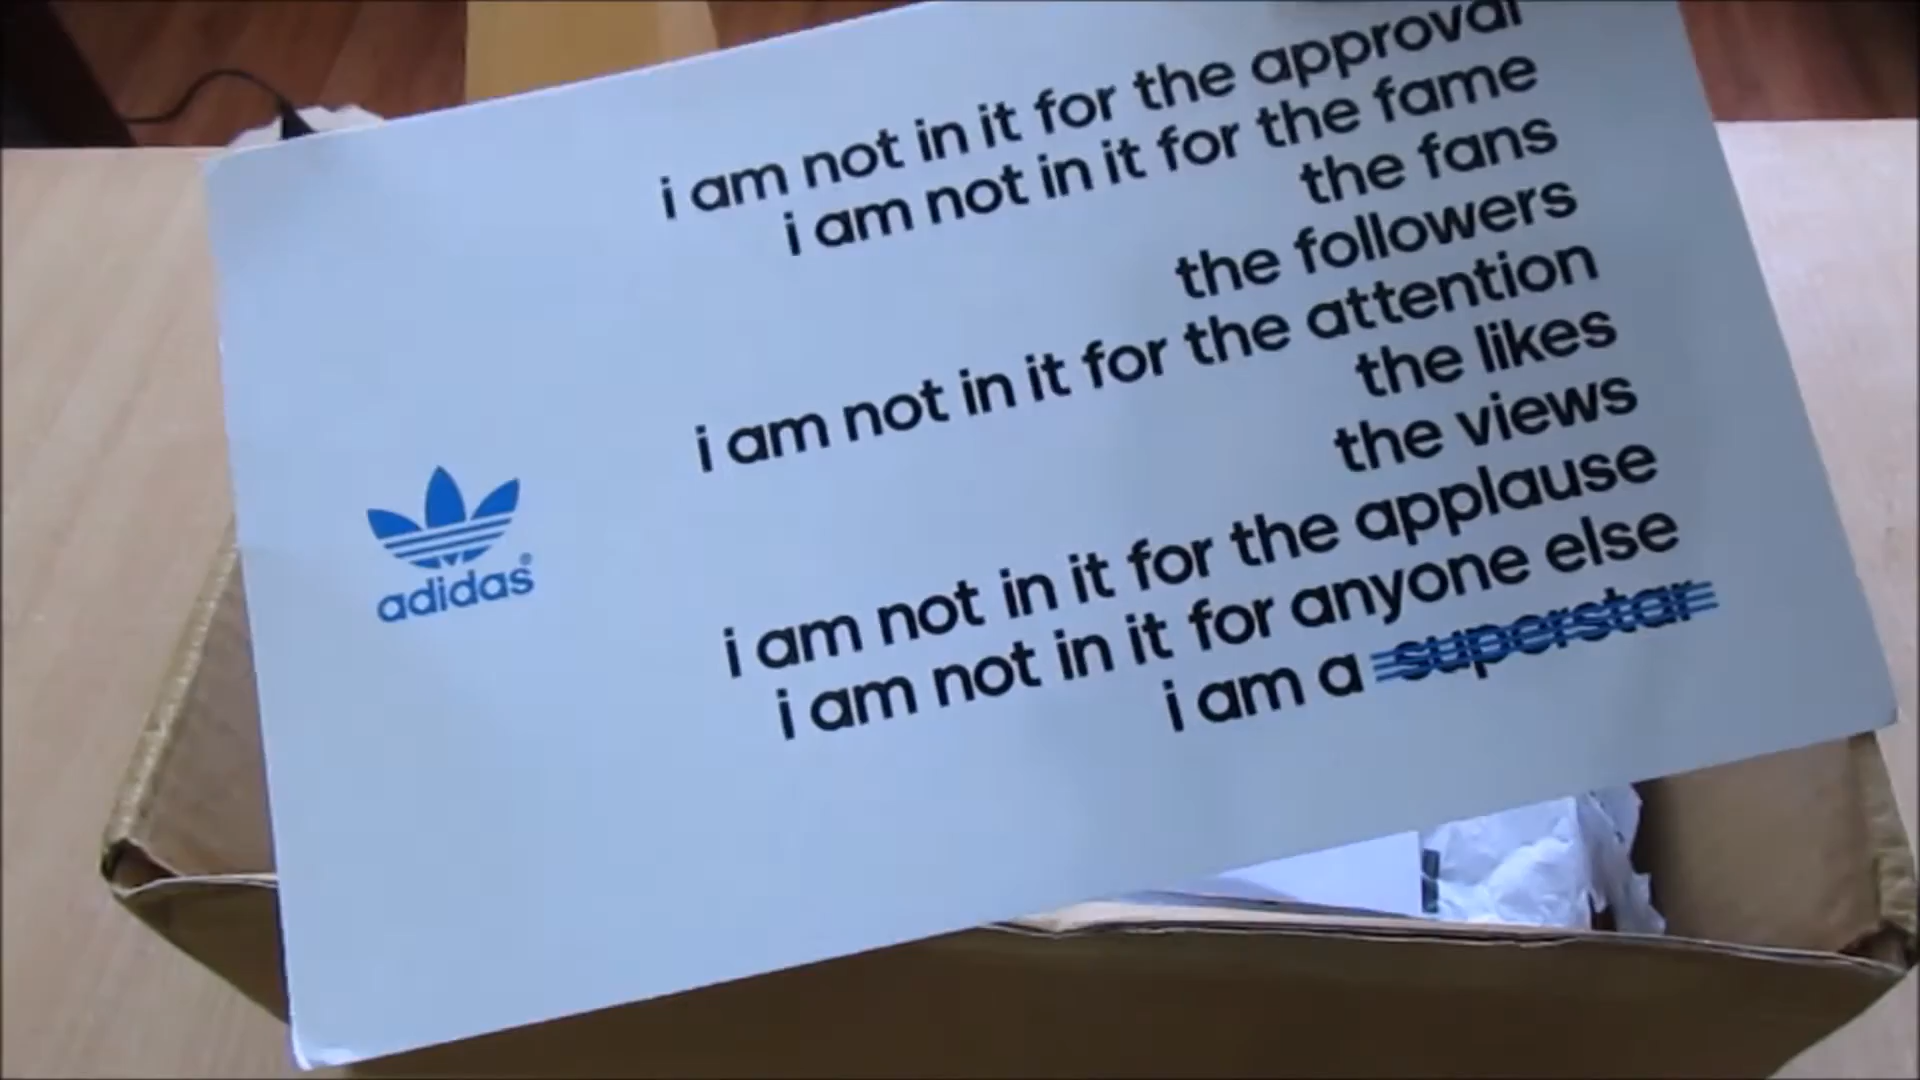 i am not in it for the approval
i am not in it for the fame
the fans
the followers
i am not in it for the attention
the likes
the views
i am not in it for the applause
i am not in it for anyone else
i am a superstar
adidas®